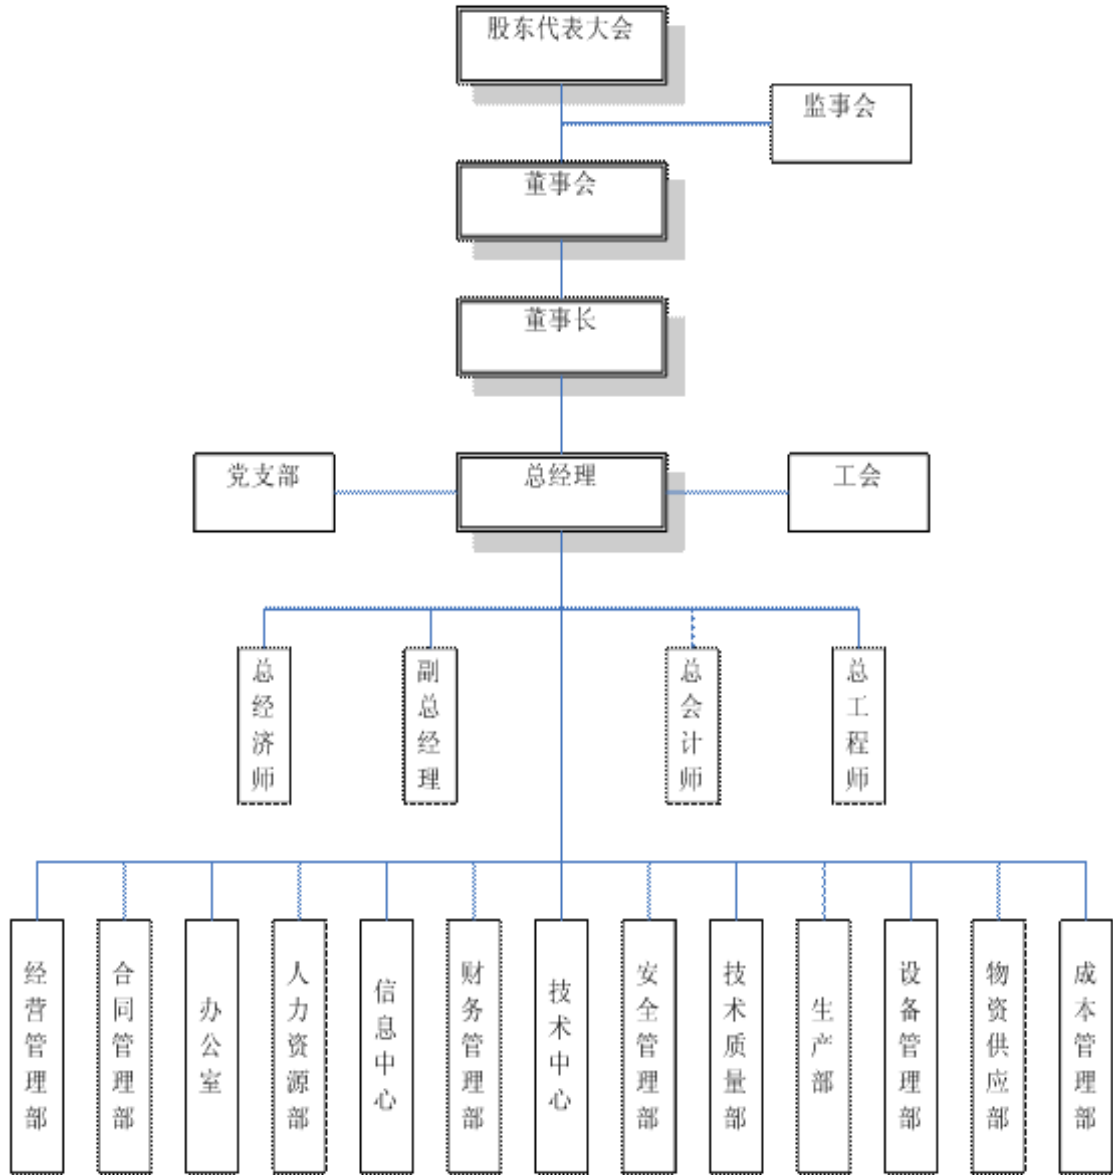 股东代表大会
监事会
董事会
董事长
党支部
总经理
工会
总经济师
副总经理
总会计师
总工程师
经营管理部
合同管理部
办公室
人力资源部
信息中心
财务管理部
技术中心
安全管理部
技术质量部
生产部
设备管理部
物资供应部
成本管理部